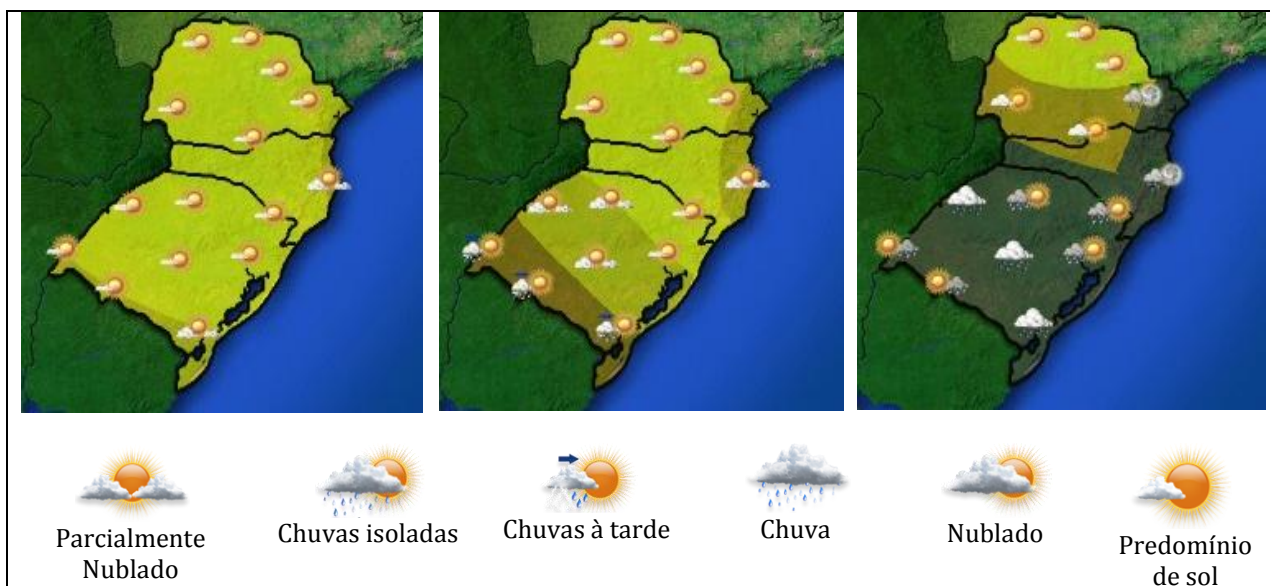 Parcialmente
Nublado
Chuvas isoladas
Chuvas à tarde
Chuva
Nublado
Predomínio
de sol